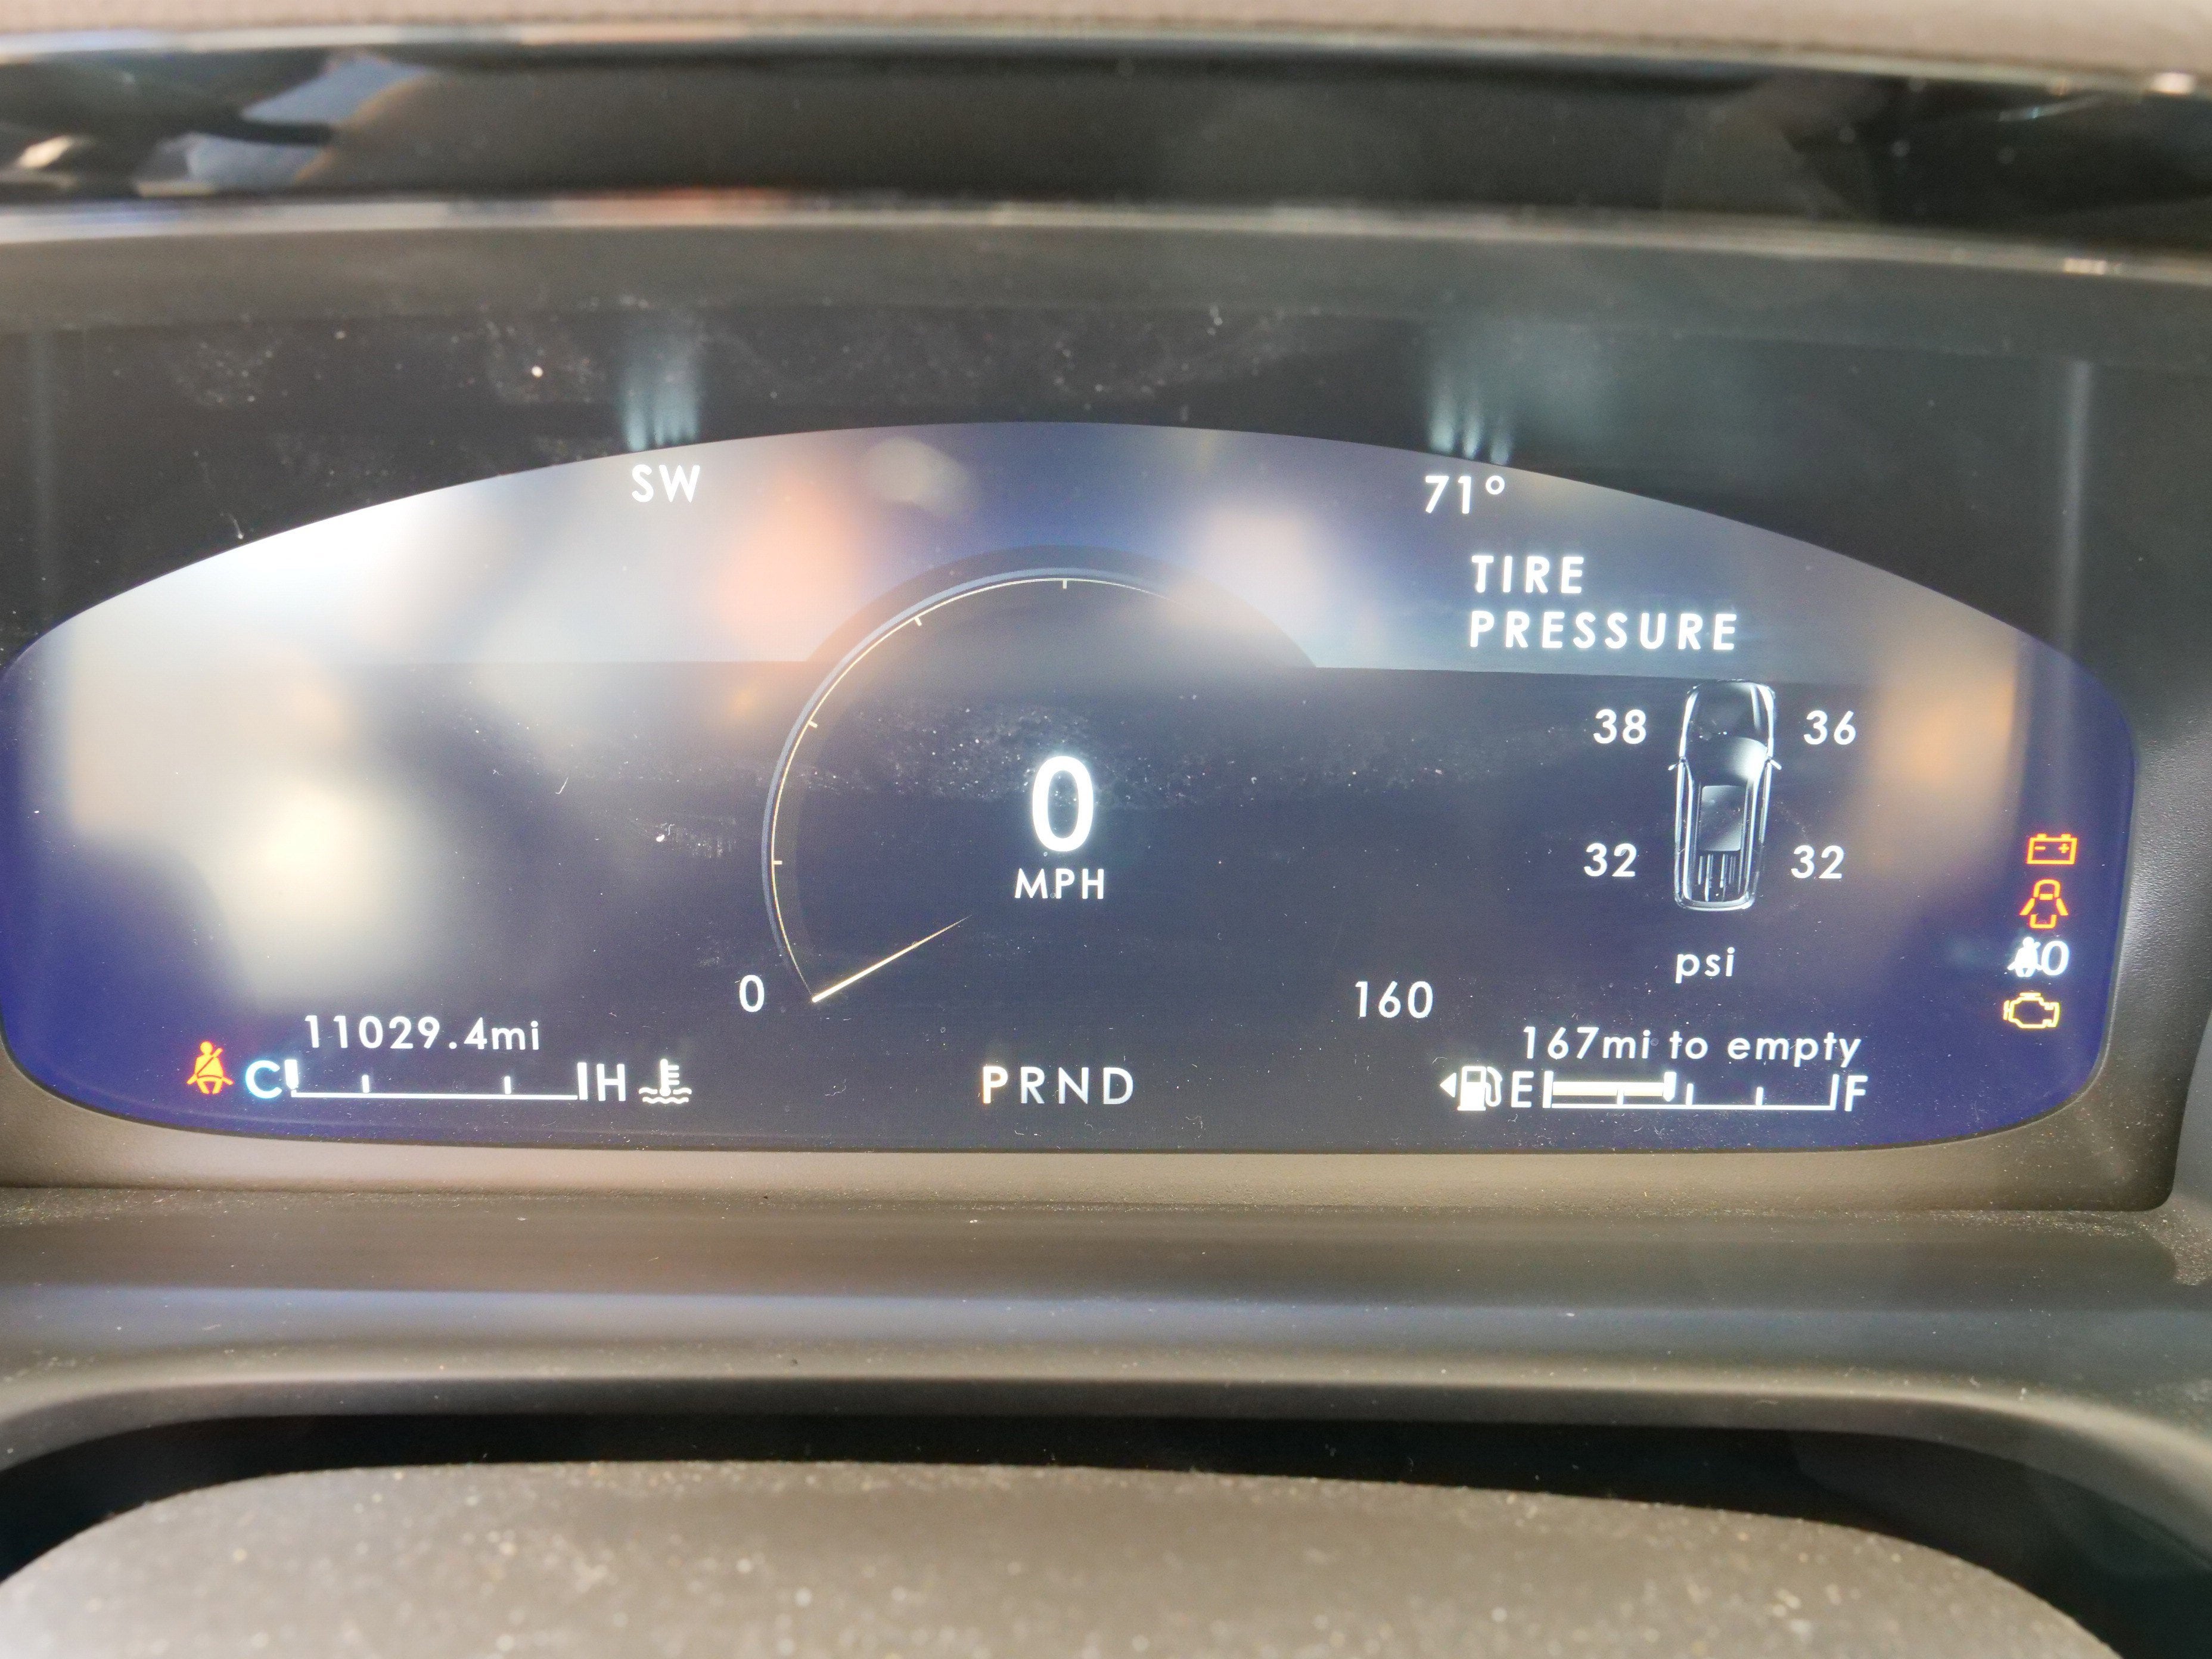 SW
71°
TIRE
PRESSURE
38 36
0
MPH
32 32
psi
0
160
11029.4mi
167mi to empty
C H
PRND
E F